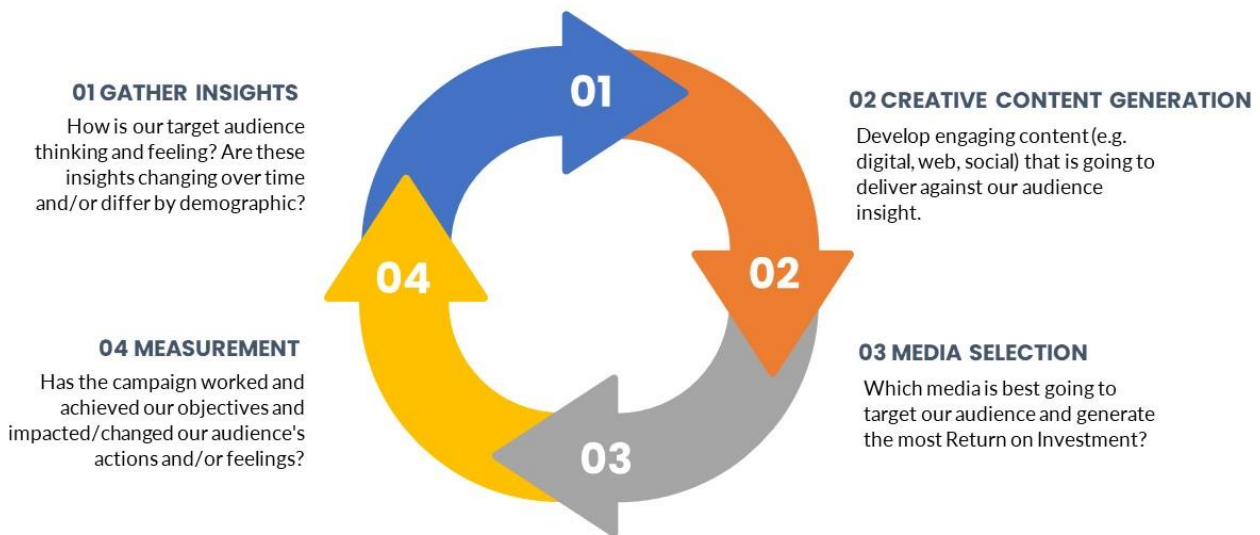 01 GATHER INSIGHTS
How is our target audience
thinking and feeling? Are these
insights changing over time
and/or differ by demographic?
01
02 CREATIVE CONTENT GENERATION
Develop engaging content (e.g.
digital, web, social) that is going to
deliver against our audience
insight.
02
03 MEDIA SELECTION
Which media is best going to
target our audience and generate
the most Return on Investment?
03
04 MEASUREMENT
Has the campaign worked and
achieved our objectives and
impacted/changed our audience's
actions and/or feelings?
04